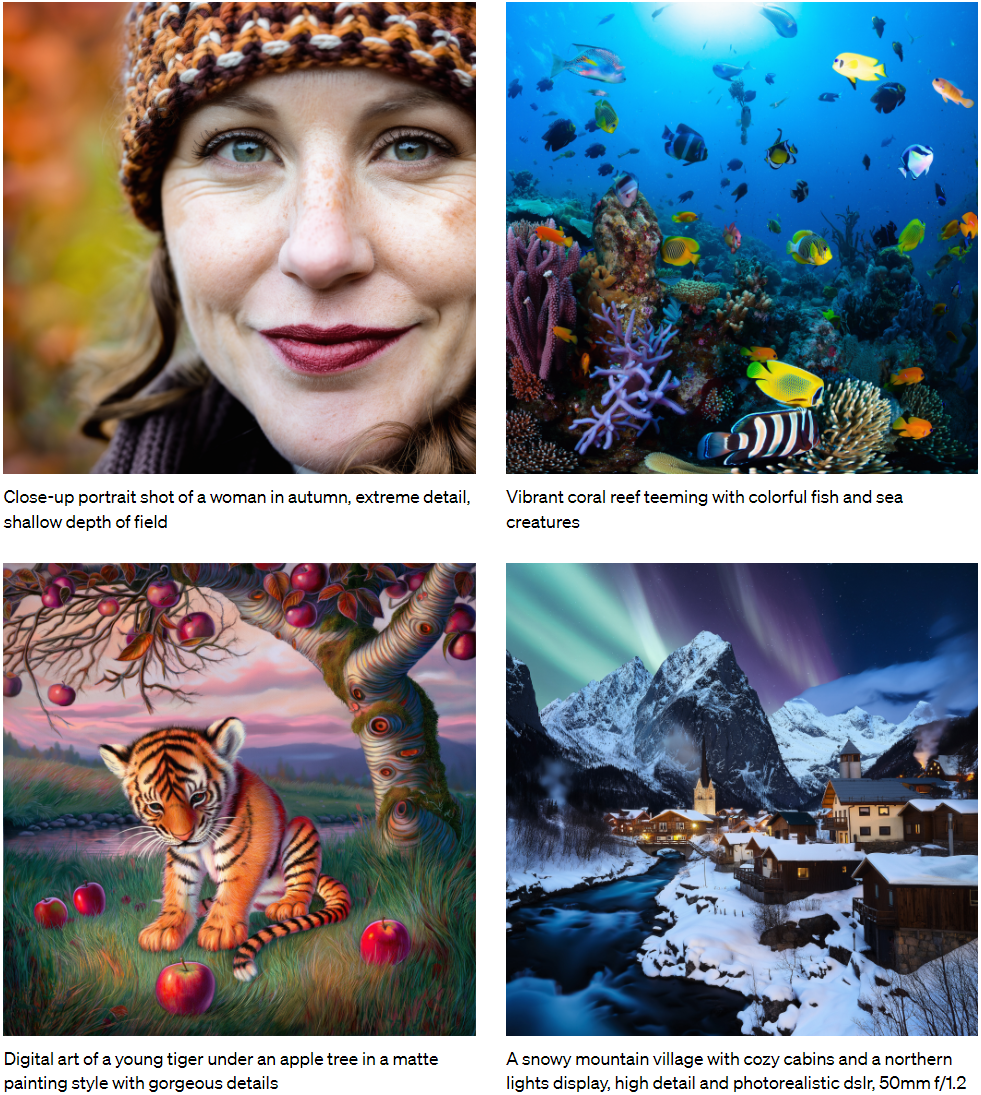 Close-up portrait shot of a woman in autumn, extreme detail,
shallow depth of field
Vibrant coral reef teeming with colorful fish and sea
creatures
Digital art of a young tiger under an apple tree in a matte
painting style with gorgeous details
A snowy mountain village with cozy cabins and a northern
lights display, high detail and photorealistic dslr, 50mm f/1.2